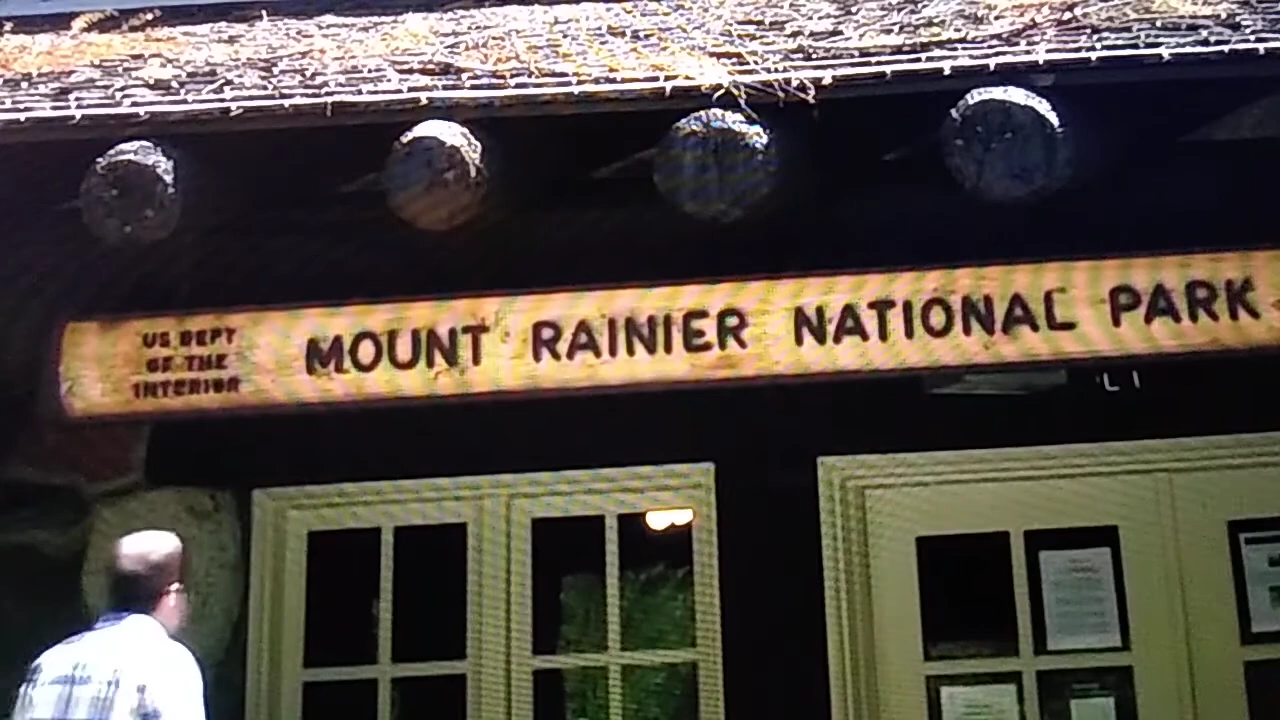 US DEPT
OF THE
INTERIOR
MOUNT RAINIER NATIONAL PARK